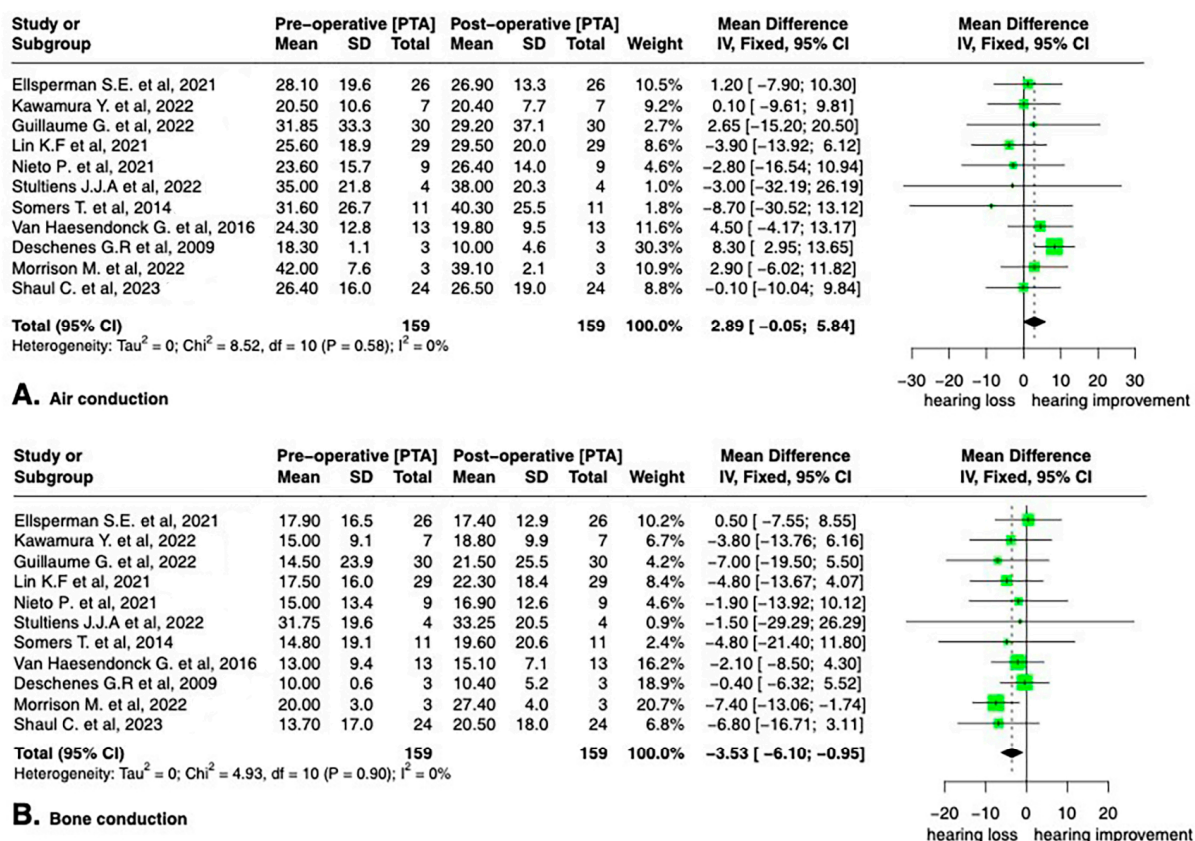 Study or Pre−operative [PTA] Post−operative [PTA] Mean Difference Mean Difference
Subgroup Mean SD Total Mean SD Total Weight IV, Fixed, 95% CI IV, Fixed, 95% CI
Ellsperman S.E. et al, 2021 28.10 19.6 26 26.90 13.3 26 10.5% 1.20 [ −7.90; 10.30]
Kawamura Y. et al, 2022 20.50 10.6 7 20.40 7.7 7 9.2% 0.10 [ −9.61; 9.81]
Guillaume G. et al, 2022 31.85 33.3 30 29.20 37.1 30 2.7% 2.65 [−15.20; 20.50]
Lin K.F et al, 2021 25.60 18.9 29 29.50 20.0 29 8.6% −3.90 [−13.92; 6.12]
Nieto P. et al, 2021 23.60 15.7 9 26.40 14.0 9 4.6% −2.80 [−16.54; 10.94]
Stultiens J.J.A et al, 2022 35.00 21.8 4 38.00 20.3 4 1.0% −3.00 [−32.19; 26.19]
Somers T. et al, 2014 31.60 26.7 11 40.30 25.5 11 1.8% −8.70 [−30.52; 13.12]
Van Haesendonck G. et al, 2016 24.30 12.8 13 19.80 9.5 13 11.6% 4.50 [ −4.17; 13.17]
Deschenes G.R et al, 2009 18.30 1.1 3 10.00 4.6 3 30.3% 8.30 [ 2.95; 13.65]
Morrison M. et al, 2022 42.00 7.6 3 39.10 2.1 3 10.9% 2.90 [ −6.02; 11.82]
Shaul C. et al, 2023 26.40 16.0 24 26.50 19.0 24 8.8% −0.10 [−10.04; 9.84]
Total (95% CI) 159 159 100.0% 2.89 [ −0.05; 5.84]
Heterogeneity: Tau² = 0; Chi² = 8.52, df = 10 (P = 0.58); I² = 0%
−30 −20 −10 0 10 20 30
hearing loss hearing improvement
A. Air conduction
Study or Pre−operative [PTA] Post−operative [PTA] Mean Difference Mean Difference
Subgroup Mean SD Total Mean SD Total Weight IV, Fixed, 95% CI IV, Fixed, 95% CI
Ellsperman S.E. et al, 2021 17.90 16.5 26 17.40 12.9 26 10.2% 0.50 [ −7.55; 8.55]
Kawamura Y. et al, 2022 15.00 9.1 7 18.80 9.9 7 6.7% −3.80 [−13.76; 6.16]
Guillaume G. et al, 2022 14.50 23.9 30 21.50 25.5 30 4.2% −7.00 [−19.50; 5.50]
Lin K.F et al, 2021 17.50 16.0 29 22.30 18.4 29 8.4% −4.80 [−13.67; 4.07]
Nieto P. et al, 2021 15.00 13.4 9 16.90 12.6 9 4.6% −1.90 [−13.92; 10.12]
Stultiens J.J.A et al, 2022 31.75 19.6 4 33.25 20.5 4 0.9% −1.50 [−29.29; 26.29]
Somers T. et al, 2014 14.80 19.1 11 19.60 20.6 11 2.4% −4.80 [−21.40; 11.80]
Van Haesendonck G. et al, 2016 13.00 9.4 13 15.10 7.1 13 16.2% −2.10 [ −8.50; 4.30]
Deschenes G.R et al, 2009 10.00 0.6 3 10.40 5.2 3 18.9% −0.40 [ −6.32; 5.52]
Morrison M. et al, 2022 20.00 3.0 3 27.40 4.0 3 20.7% −7.40 [−13.06; −1.74]
Shaul C. et al, 2023 13.70 17.0 24 20.50 18.0 24 6.8% −6.80 [−16.71; 3.11]
Total (95% CI) 159 159 100.0% −3.53 [ −6.10; −0.95]
Heterogeneity: Tau² = 0; Chi² = 4.93, df = 10 (P = 0.90); I² = 0%
−20 −10 0 10 20
hearing loss hearing improvement
B. Bone conduction